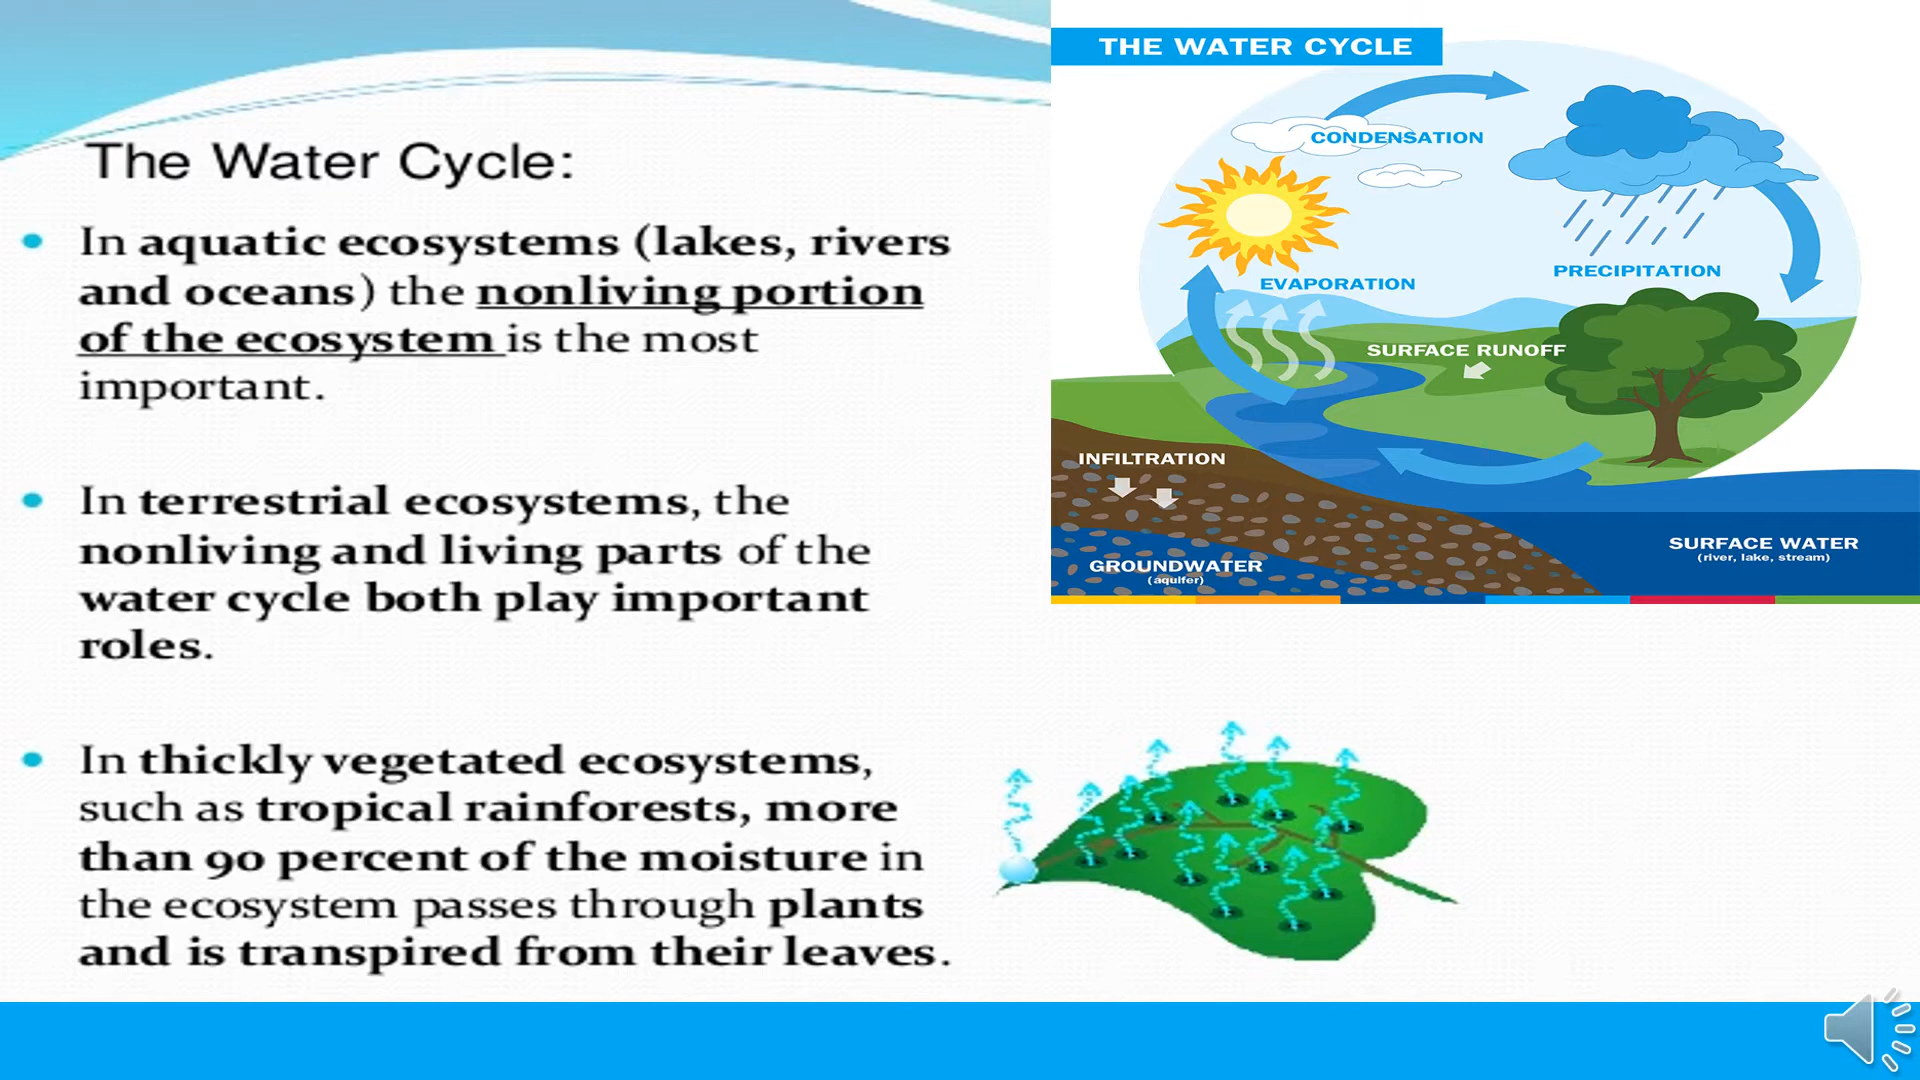 The Water Cycle:
In aquatic ecosystems (lakes, rivers
and oceans) the nonliving portion
of the ecosystem is the most
important.
In terrestrial ecosystems, the
nonliving and living parts of the
water cycle both play important
roles.
In thickly vegetated ecosystems,
such as tropical rainforests, more
than 90 percent of the moisture in
the ecosystem passes through plants
and is transpired from their leaves.
THE WATER CYCLE
CONDENSATION
PRECIPITATION
EVAPORATION
SURFACE RUNOFF
INFILTRATION
SURFACE WATER
(river, lake, stream)
GROUNDWATER
(aquifer)